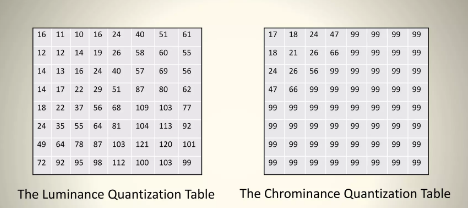 16 11 10 16 24 40 51 61
12 12 14 19 26 58 60 55
14 13 16 24 40 57 69 56
14 17 22 29 51 87 80 62
18 22 37 56 68 109 103 77
24 35 55 64 81 104 113 92
49 64 78 87 103 121 120 101
72 92 95 98 112 100 103 99
The Luminance Quantization Table
17 18 24 47 99 99 99 99
18 21 26 66 99 99 99 99
24 26 56 99 99 99 99 99
47 66 99 99 99 99 99 99
99 99 99 99 99 99 99 99
99 99 99 99 99 99 99 99
99 99 99 99 99 99 99 99
99 99 99 99 99 99 99 99
The Chrominance Quantization Table